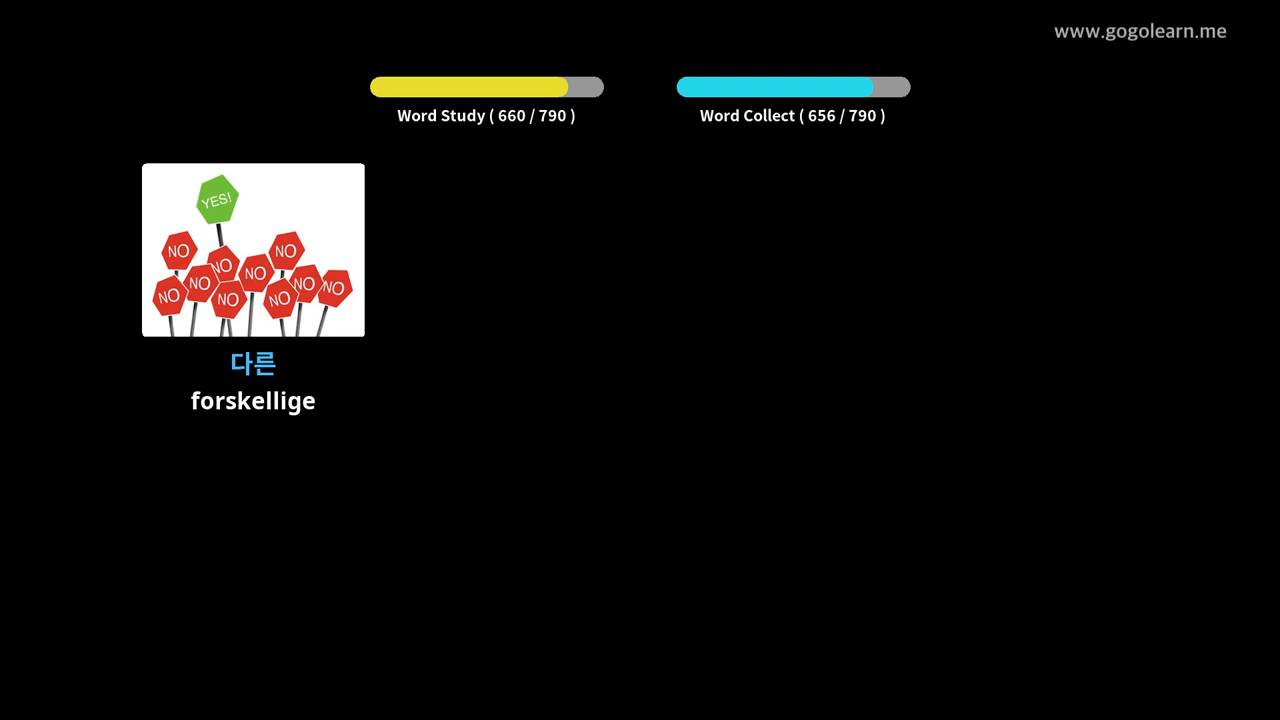 www.gogolearn.me
Word Study ( 660 / 790 )
Word Collect ( 656 / 790 )
YES!
NO
NO
NO
NO
NO
NO
NO
NO
NO
NO
다른
forskellige